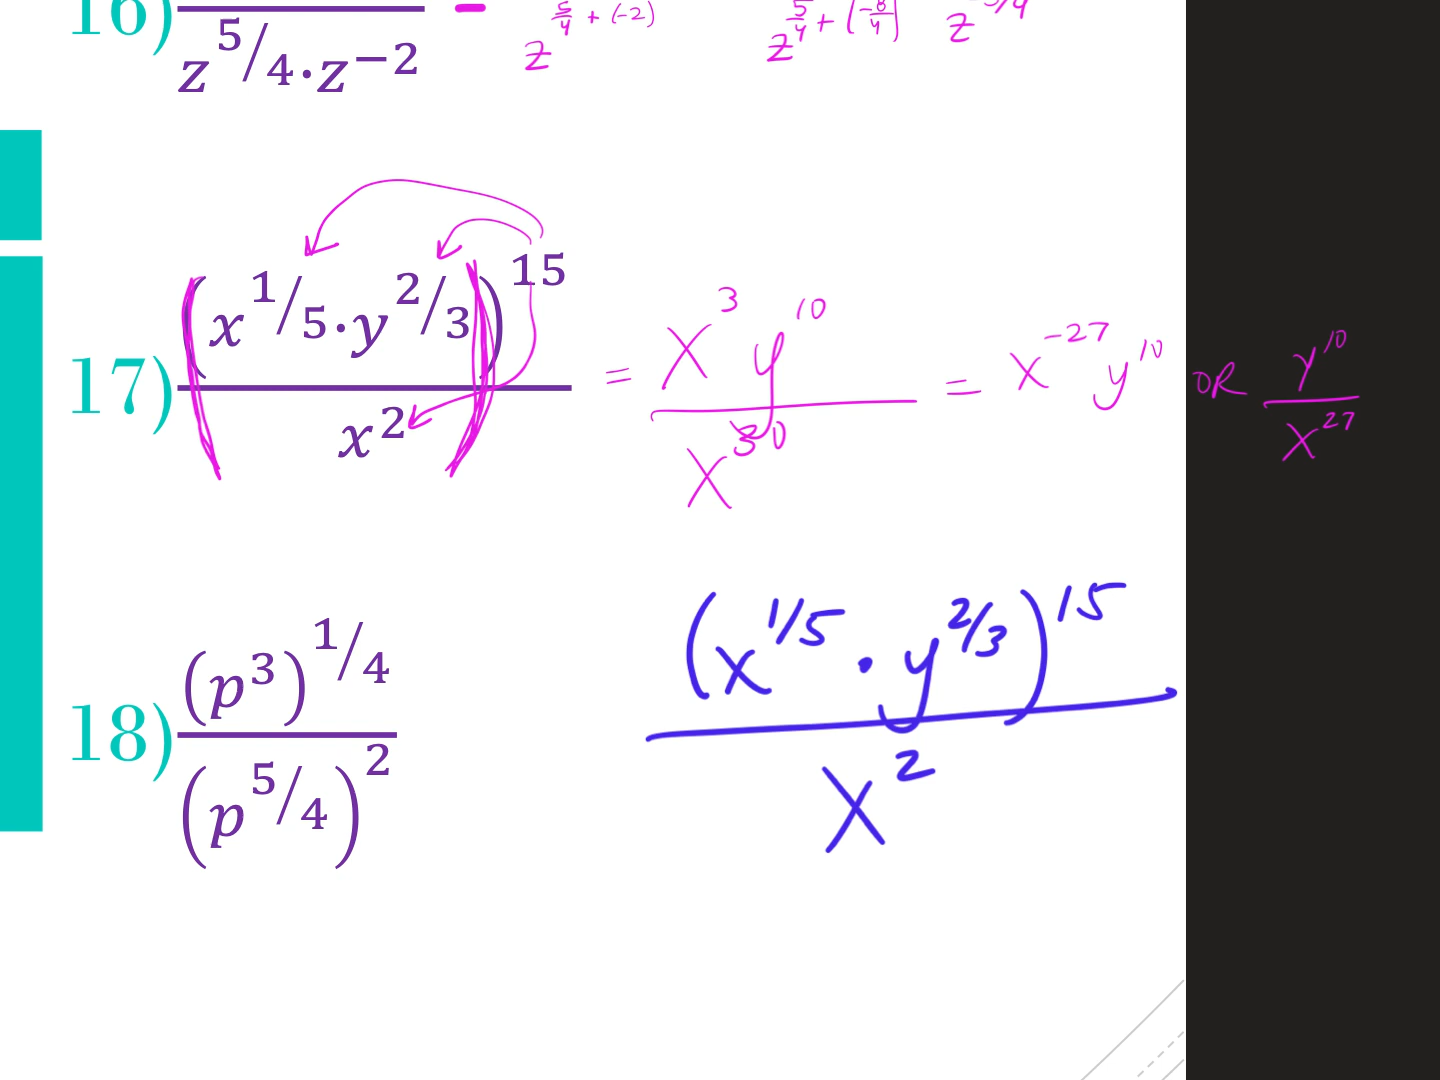 16) z^{5/4}·z^{-2} z^{5/4 + (-2)} z^{5/4 + (-8/4)}
17) (x^{1/5}·y^{2/3})^{15} / x^2 = x^3 y^{10} / x^{30} = x^{-27} y^{10} OR y^{10} / x^{27}
(x^{1/5} · y^{2/3})^{15} / x^2
18) (p^3)^{1/4} / (p^{5/4})^2